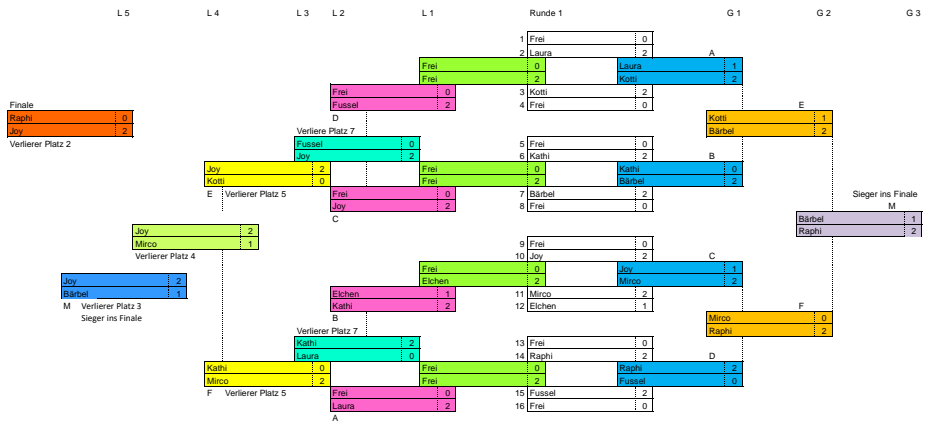 L 5 L 4 L 3 L 2 L 1 Runde 1 G 1 G 2 G 3
1 Frei 0
2 Laura 2 A
Frei 0 Laura 1
Frei 2 Kotti 2
Frei 0 3 Kotti 2
Finale Fussel 2 4 Frei 0 E
Raphi 0 D Kotti 1
Joy 2 Verliere Platz 7 Bärbel 2
Verlierer Platz 2 Fussel 0 5 Frei 0
Joy 2 6 Kathi 2 B
Joy 2 Frei 0 Kathi 0
Kotti 0 Frei 2 Bärbel 2
E Verlierer Platz 5 Frei 0 7 Bärbel 2 Sieger ins Finale
Joy 2 8 Frei 0 M
C Bärbel 1
Joy 2 Raphi 2
Mirco 1 9 Frei 0
Verlierer Platz 4 10 Joy 2 C
Frei 0 Joy 1
Joy 2 Elchen 2 Mirco 2
Bärbel 1 Elchen 1 11 Mirco 2
M Verlierer Platz 3 Kathi 2 12 Elchen 1 F
Sieger ins Finale B Mirco 0
Verlierer Platz 7 Raphi 2
Kathi 2 13 Frei 0
Laura 0 14 Raphi 2 D
Kathi 0 Frei 0 Raphi 2
Mirco 2 Frei 2 Fussel 0
F Verlierer Platz 5 Frei 0 15 Fussel 2
Laura 2 16 Frei 0
A